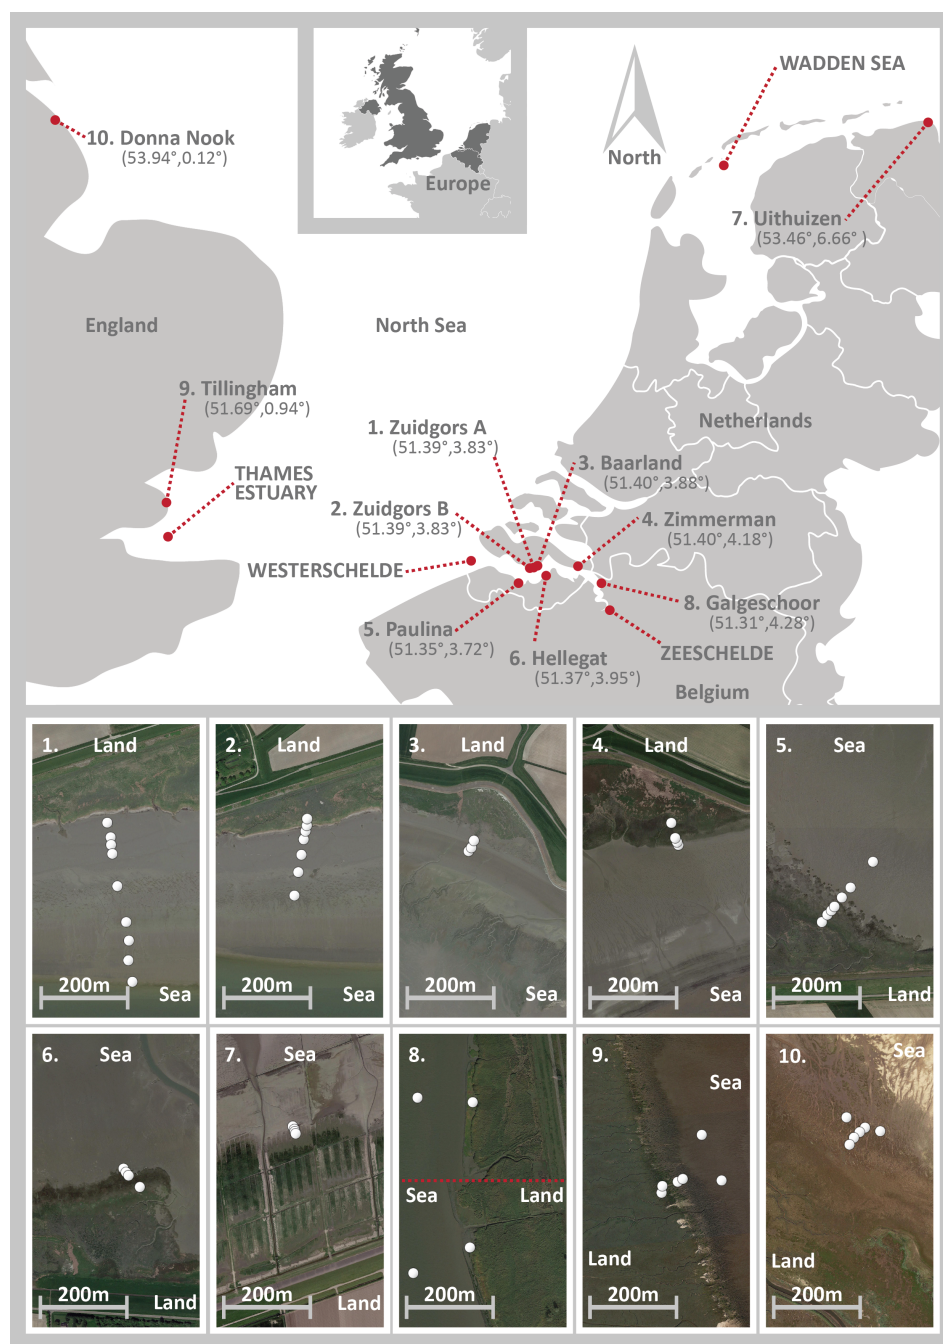 WADDEN SEA
10. Donna Nook
(53.94°,0.12°)
North
Europe
7. Uithuizen
(53.46°,6.66° )
England
North Sea
9. Tillingham
(51.69°,0.94°)
Netherlands
1. Zuidgors A
(51.39°,3.83°)
3. Baarland
(51.40°,3.88°)
THAMES
ESTUARY
2. Zuidgors B
(51.39°,3.83°)
4. Zimmerman
(51.40°,4.18°)
WESTERSCHELDE
8. Galgeschoor
(51.31°,4.28°)
5. Paulina
(51.35°,3.72°)
6. Hellegat
(51.37°,3.95°)
ZEESCHELDE
Belgium
1. Land
200m
Sea
2. Land
200m
Sea
3. Land
200m
Sea
4. Land
200m
Sea
5. Sea
200m
Land
6. Sea
200m
Land
7. Sea
200m
Land
8.
Sea Land
200m
9.
Sea
Land
200m
10. Sea
Land
200m